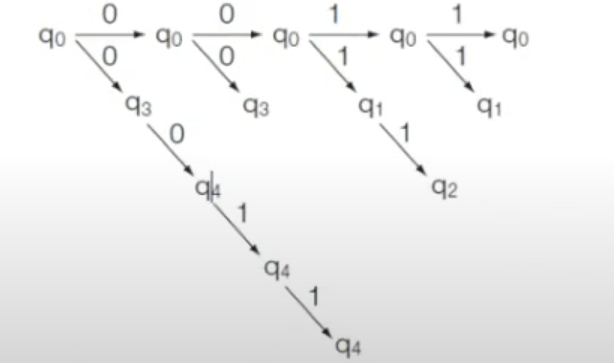 0 0 1 1
q0 q0 q0 q0 q0
0 0 1 1
q3 q3 q1 q1
0 1
q4 q2
1
q4
1
q4